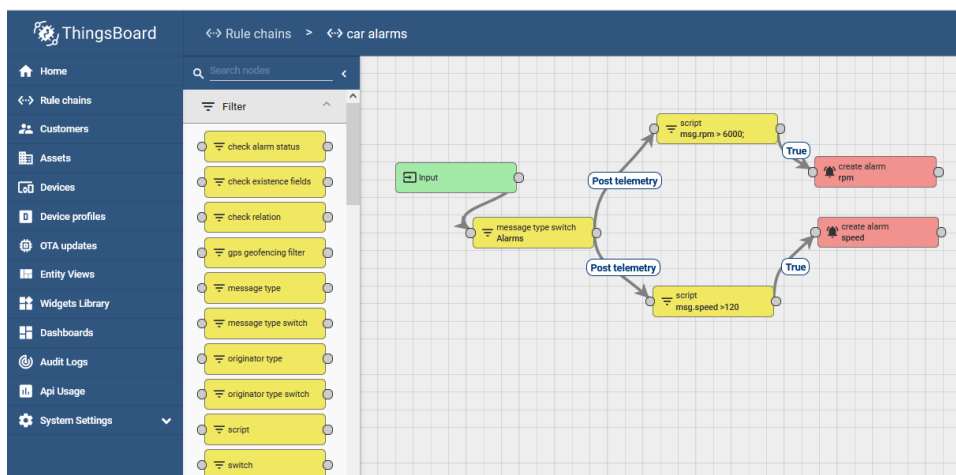 ThingsBoard
Rule chains > car alarms
Home
Rule chains
Customers
Assets
Devices
Device profiles
OTA updates
Entity Views
Widgets Library
Dashboards
Audit Logs
Api Usage
System Settings
Search nodes
Filter
check alarm status
check existence fields
check relation
gps geofencing filter
message type
message type switch
originator type
originator type switch
script
switch
Input
message type switch
Alarms
Post telemetry
script
msg.rpm > 6000;
True
create alarm
rpm
Post telemetry
script
msg.speed >120
True
create alarm
speed